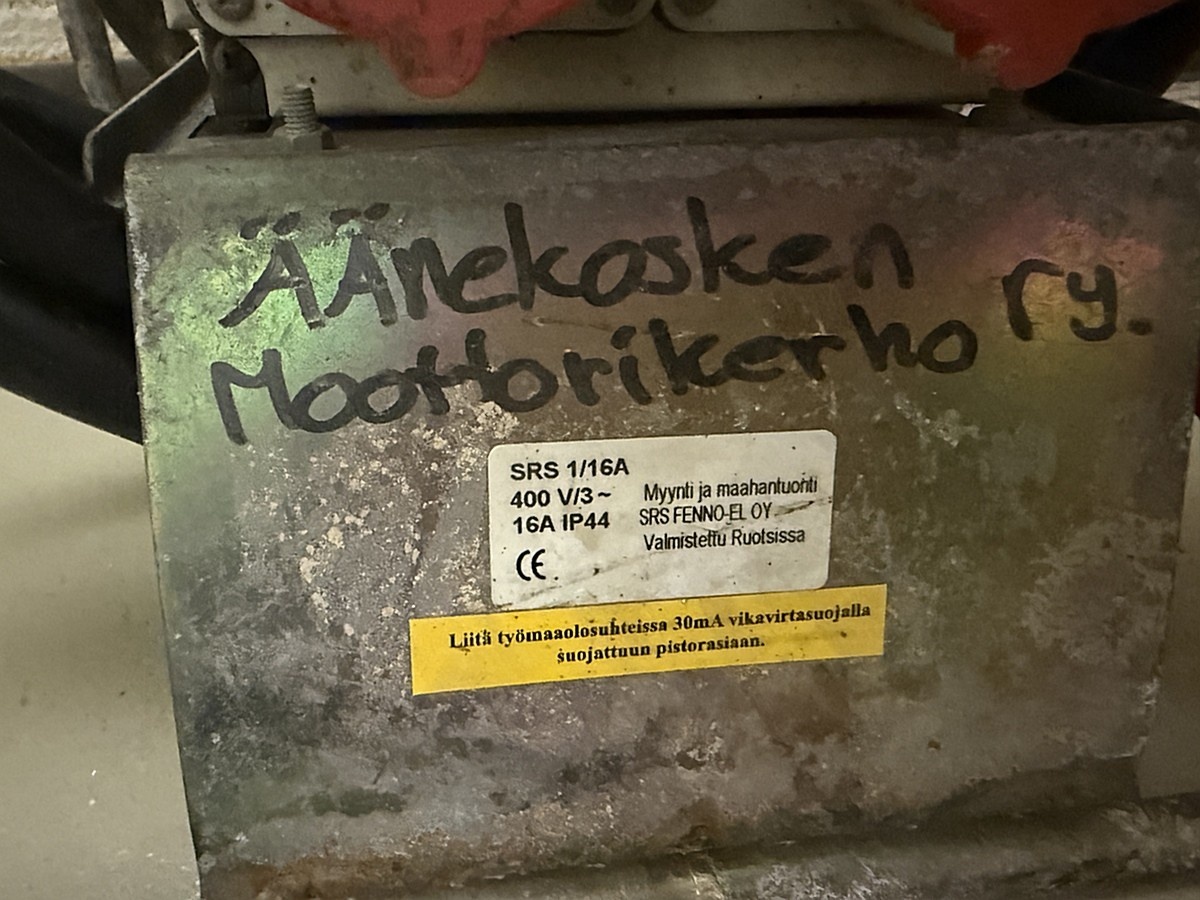 ÄÄnekosken
Moottorikerho ry.
SRS 1/16A
400 V/3~
16A IP44
CE
Myynti ja maahantuonti
SRS FENNO-EL OY
Valmistettu Ruotsissa
Liitä työmaaolosuhteissa 30mA vikavirtasuojalla
suojattuun pistorasiaan.